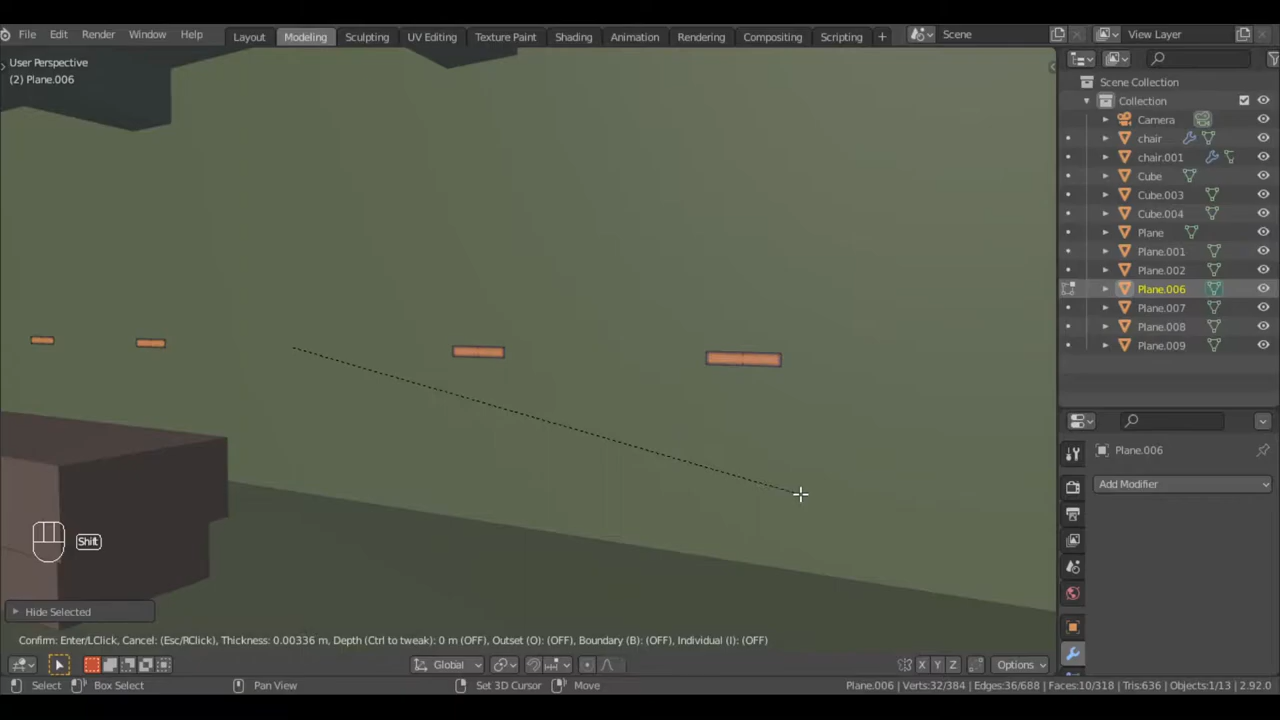 File Edit Render Window Help Layout Modeling Sculpting UV Editing Texture Paint Shading Animation Rendering Compositing Scripting + Scene View Layer
User Perspective
(2) Plane.006
Scene Collection
Collection
Camera
chair
chair.001
Cube
Cube.003
Cube.004
Plane
Plane.001
Plane.002
Plane.006
Plane.007
Plane.008
Plane.009
Plane.006
Add Modifier
Shift
Hide Selected
Confirm: Enter/LClick, Cancel: (Esc/RClick), Thickness: 0.00336 m, Depth (Ctrl to tweak): 0 m (OFF), Outset (O): (OFF), Boundary (B): (OFF), Individual (I): (OFF)
Global X Y Z Options
Select Box Select Pan View Set 3D Cursor Move Plane.006 | Verts:32/384 | Edges:36/688 | Faces:10/318 | Tris:636 | Objects:1/13 | 2.92.0